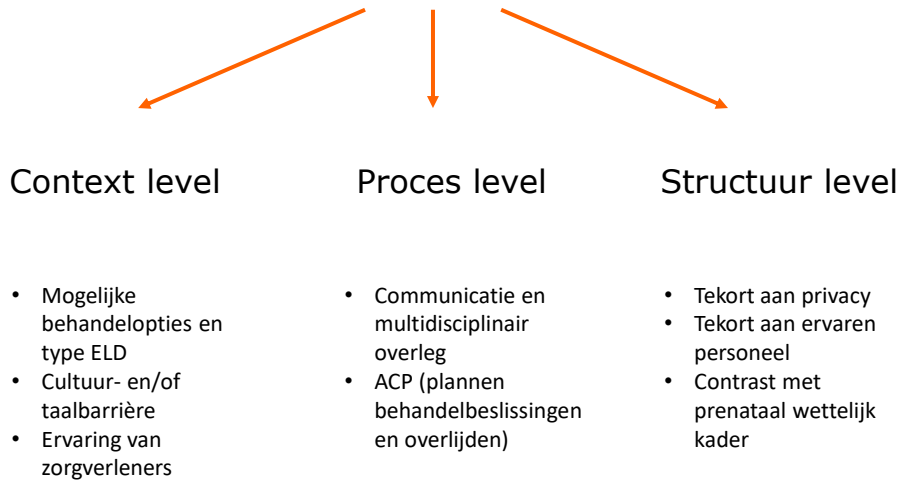 Context level
Proces level
Structuur level
• Mogelijke
behandelopties en
type ELD
• Cultuur- en/of
taalbarrière
• Ervaring van
zorgverleners
• Communicatie en
multidisciplinair
overleg
• ACP (plannen
behandelbeslissingen
en overlijden)
• Tekort aan privacy
• Tekort aan ervaren
personeel
• Contrast met
prenataal wettelijk
kader